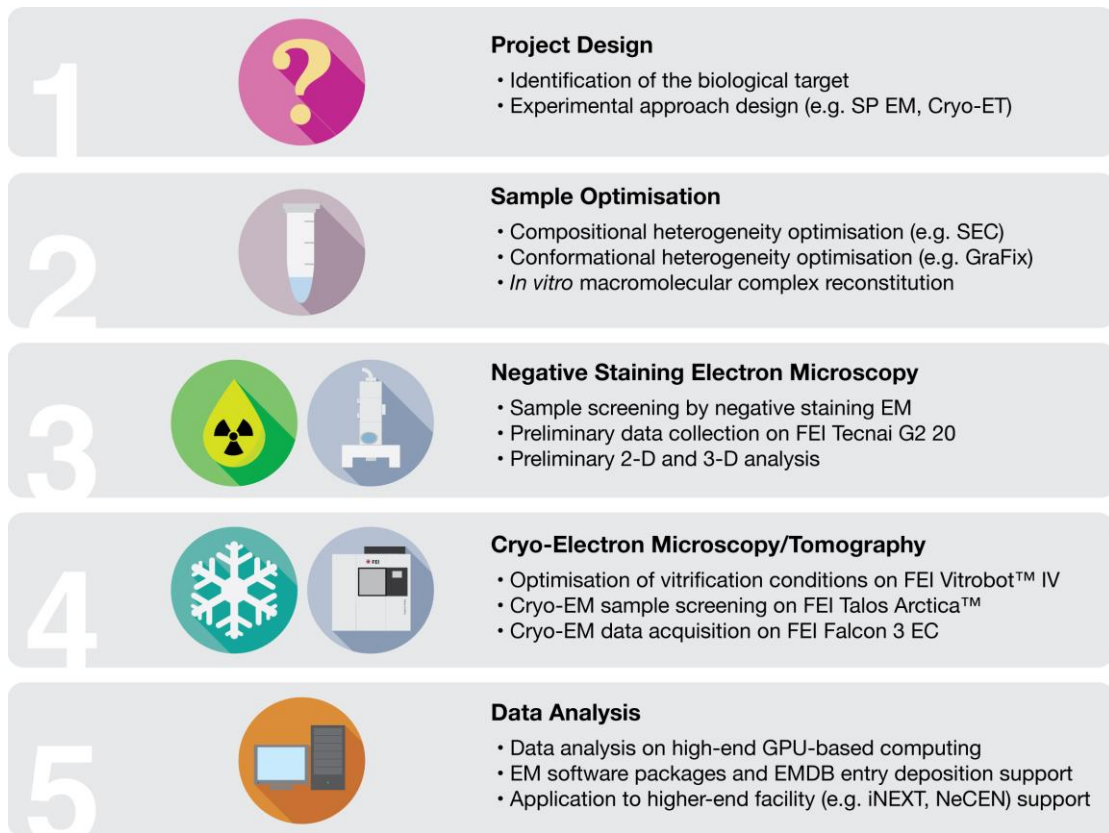 1
Project Design
• Identification of the biological target
• Experimental approach design (e.g. SP EM, Cryo-ET)
2
Sample Optimisation
• Compositional heterogeneity optimisation (e.g. SEC)
• Conformational heterogeneity optimisation (e.g. GraFix)
• In vitro macromolecular complex reconstitution
3
Negative Staining Electron Microscopy
• Sample screening by negative staining EM
• Preliminary data collection on FEI Tecnai G2 20
• Preliminary 2-D and 3-D analysis
4
FEI
Cryo-Electron Microscopy/Tomography
• Optimisation of vitrification conditions on FEI Vitrobot™ IV
• Cryo-EM sample screening on FEI Talos Arctica™
• Cryo-EM data acquisition on FEI Falcon 3 EC
5
Data Analysis
• Data analysis on high-end GPU-based computing
• EM software packages and EMDB entry deposition support
• Application to higher-end facility (e.g. iNEXT, NeCEN) support